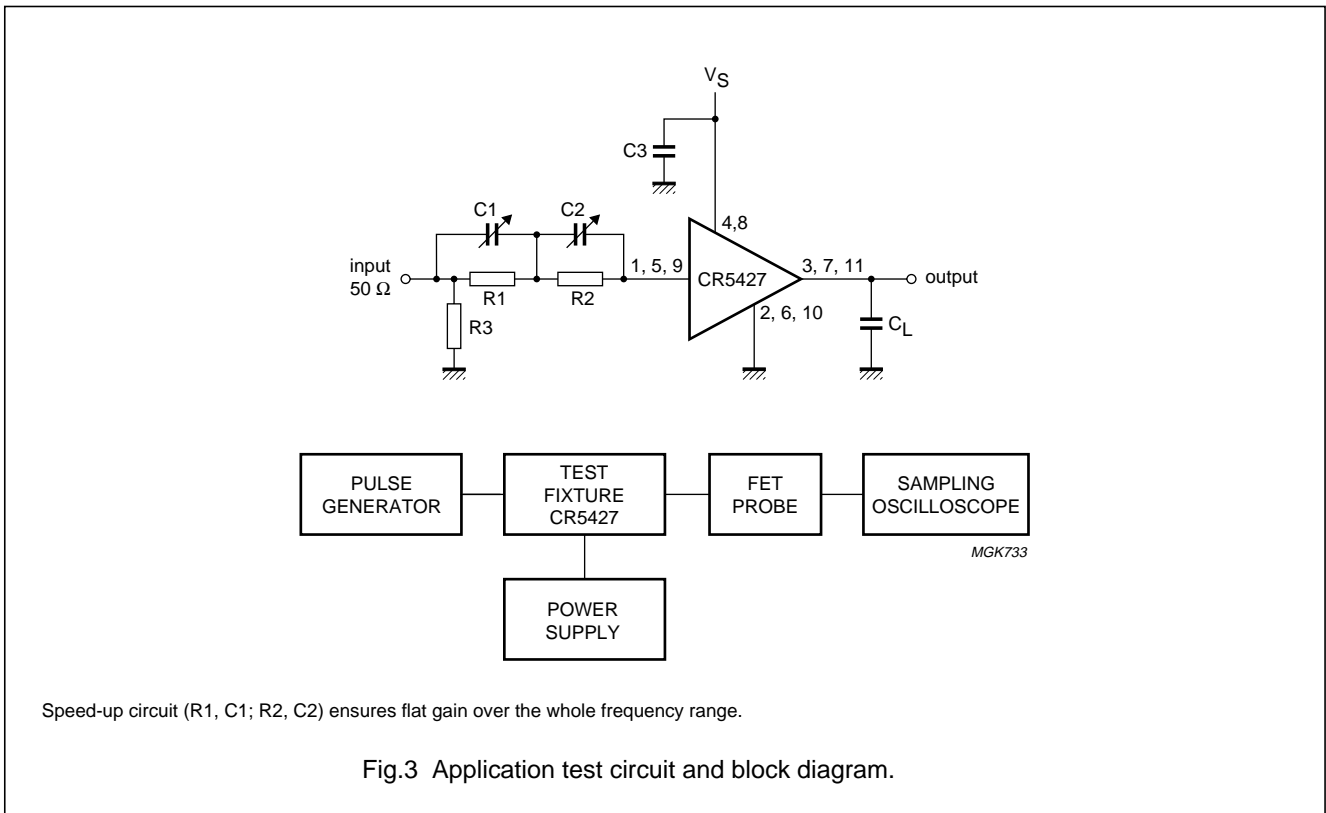 VS
C3
C1
C2
4,8
input
50 Ω
1, 5, 9
CR5427
3, 7, 11
output
R1
R2
2, 6, 10
R3
CL
PULSE
GENERATOR
TEST
FIXTURE
CR5427
FET
PROBE
SAMPLING
OSCILLOSCOPE
MGK733
POWER
SUPPLY
Speed-up circuit (R1, C1; R2, C2) ensures flat gain over the whole frequency range.
Fig.3 Application test circuit and block diagram.